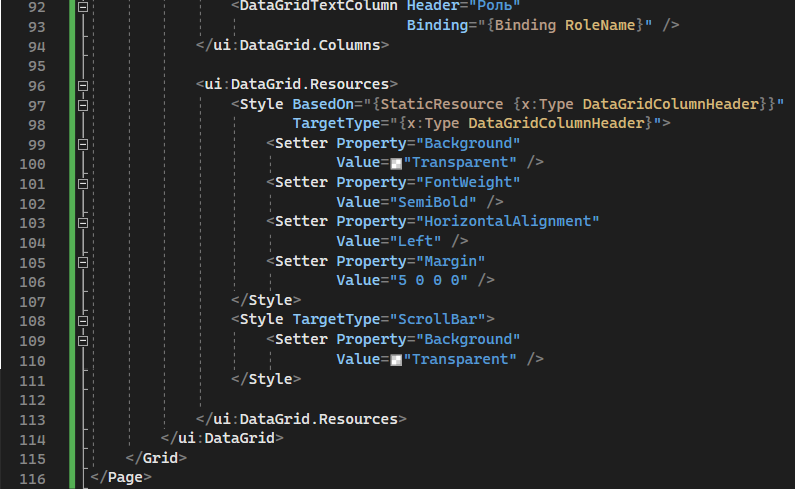 92 <DataGridTextColumn Header="Роль"
93 Binding="{Binding RoleName}" />
94 </ui:DataGrid.Columns>
95
96 <ui:DataGrid.Resources>
97 <Style BasedOn="{StaticResource {x:Type DataGridColumnHeader}}"
98 TargetType="{x:Type DataGridColumnHeader}">
99 <Setter Property="Background"
100 Value="Transparent" />
101 <Setter Property="FontWeight"
102 Value="SemiBold" />
103 <Setter Property="HorizontalAlignment"
104 Value="Left" />
105 <Setter Property="Margin"
106 Value="5 0 0 0" />
107 </Style>
108 <Style TargetType="ScrollBar">
109 <Setter Property="Background"
110 Value="Transparent" />
111 </Style>
112
113 </ui:DataGrid.Resources>
114 </ui:DataGrid>
115 </Grid>
116 </Page>